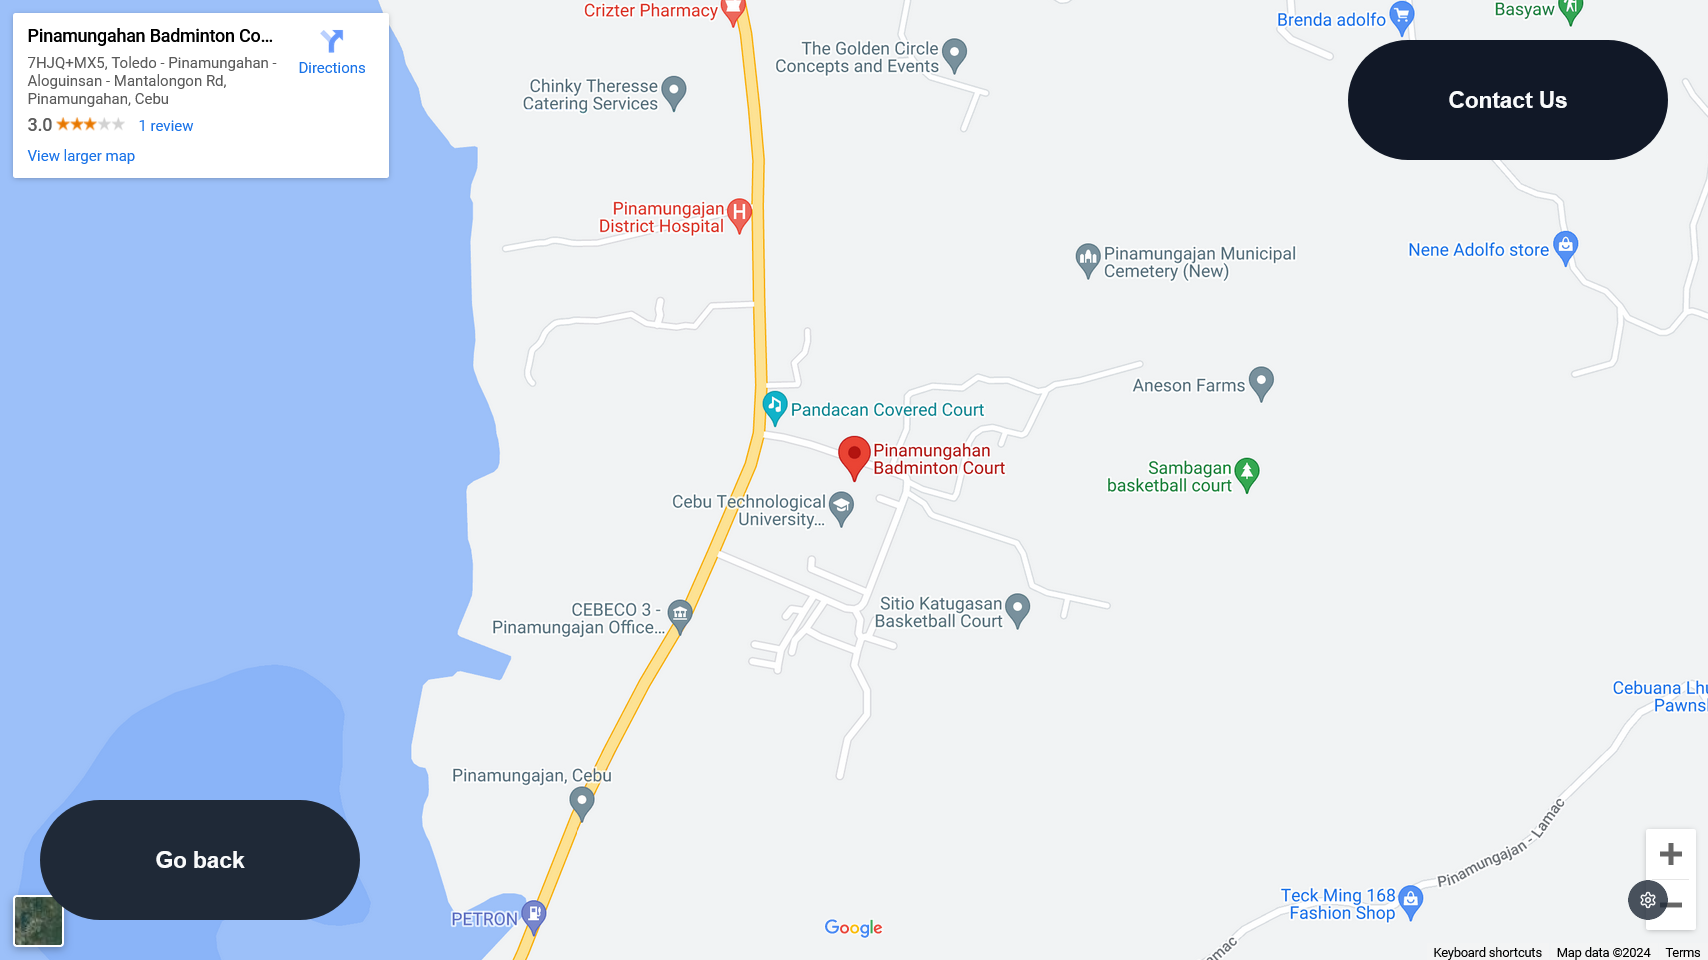 Pinamungahan Badminton Co...
7HJQ+MX5, Toledo - Pinamungahan -
Aloguinsan - Mantalongon Rd,
Pinamungahan, Cebu
3.0
1 review
View larger map
Directions
Crizter Pharmacy
The Golden Circle
Concepts and Events
Chinky Theresse
Catering Services
Brenda adolfo
Basyaw
Contact Us
Pinamungajan
District Hospital
H
Pinamungajan Municipal
Cemetery (New)
Nene Adolfo store
Aneson Farms
Pandacan Covered Court
Pinamungahan
Badminton Court
Sambagan
basketball court
Cebu Technological
University...
CEBECO 3 -
Pinamungajan Office...
Sitio Katugasan
Basketball Court
Cebuana Lhu
Pawns
Pinamungajan, Cebu
Go back
Pinamungajan - Lamac
Teck Ming 168
Fashion Shop
PETRON
Google
amac
Keyboard shortcuts
Map data ©2024
Terms